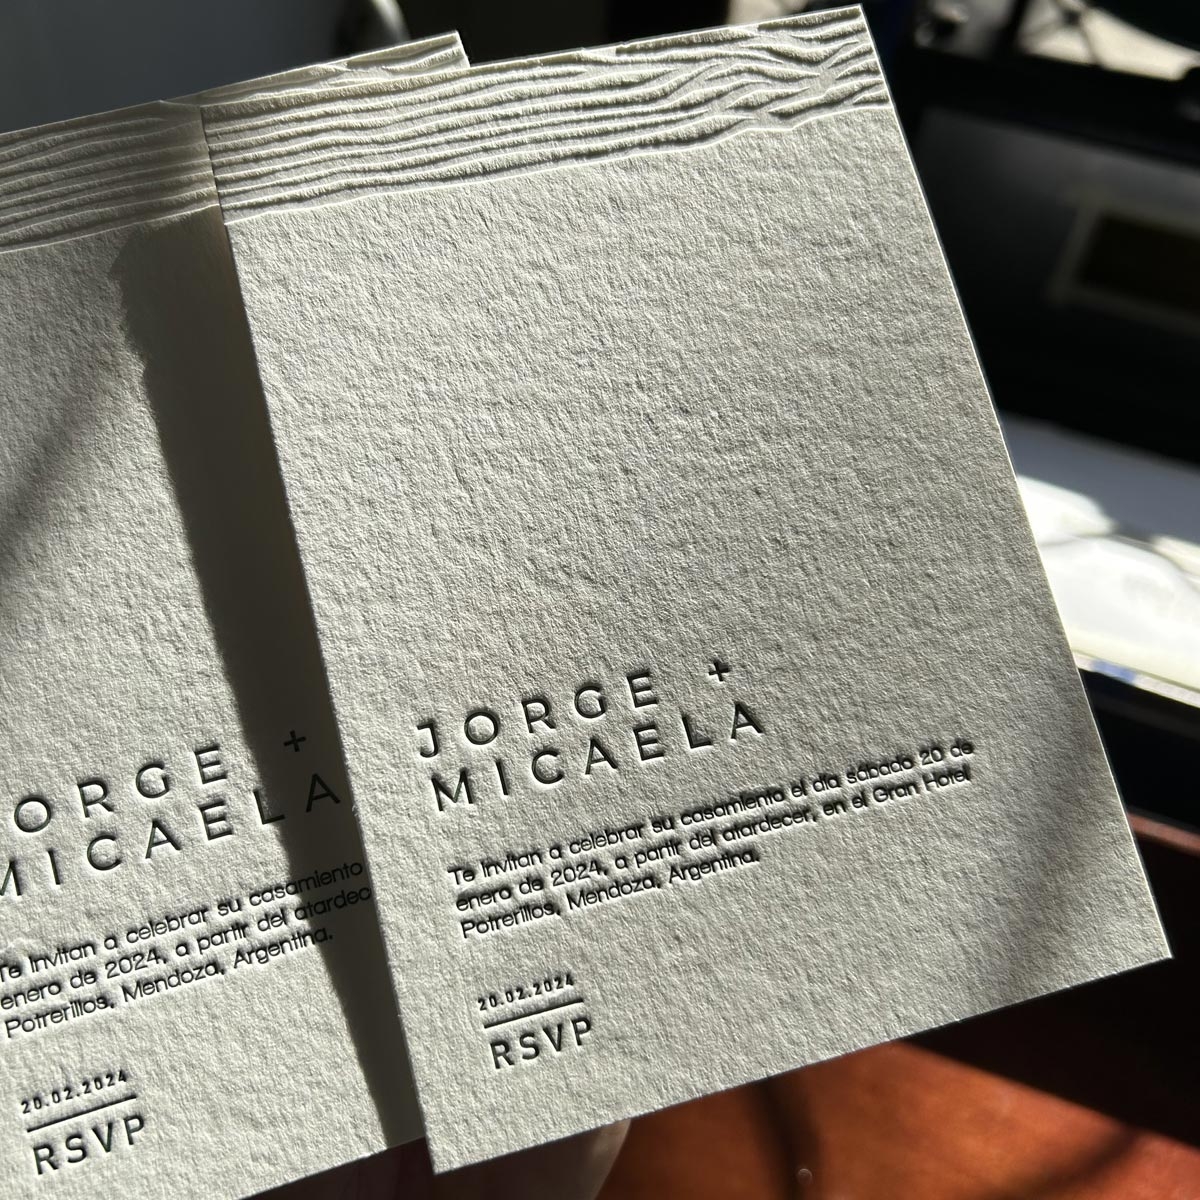 JORGE +
MICAELA
Te invitan a celebrar su casamiento el día sábado 20 de
enero de 2024, a partir del atardecer, en el Gran Hotel
Potrerillos, Mendoza, Argentina.
20.02.2024
RSVP
ORGE +
MICAELA
Te invitan a celebrar su casamiento
enero de 2024, a partir del atardec
Potrerillos, Mendoza, Argentina.
20.02.2024
RSVP